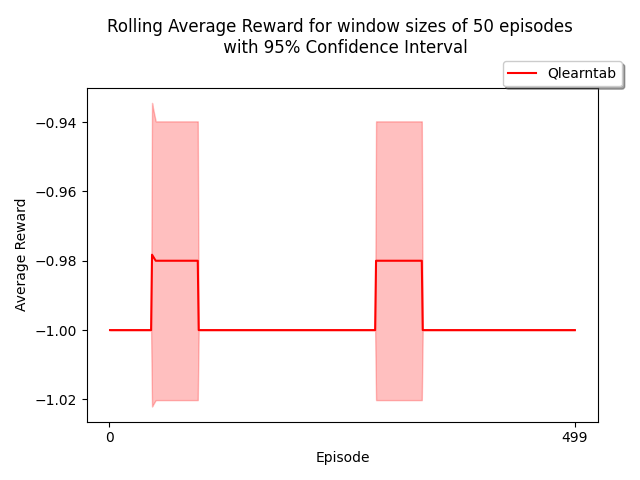 Rolling Average Reward for window sizes of 50 episodes
with 95% Confidence Interval
Qlearntab
−0.94
−0.96
−0.98
−1.00
−1.02
Average Reward
0
499
Episode